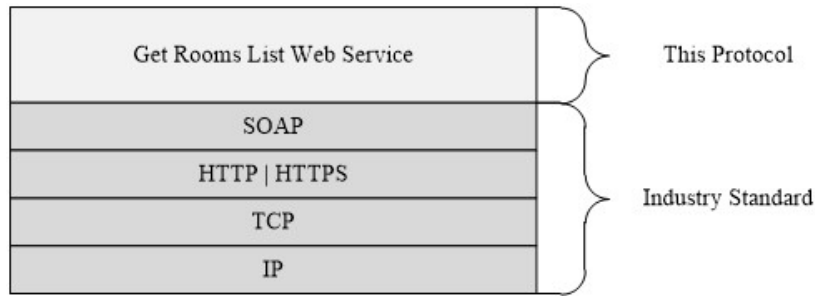 Get Rooms List Web Service
This Protocol
SOAP
HTTP | HTTPS
Industry Standard
TCP
IP